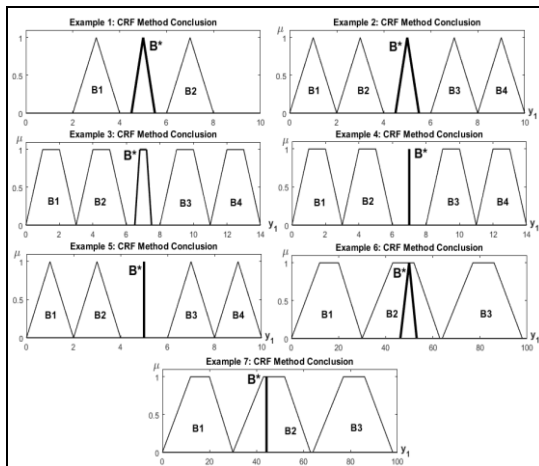 Example 1: CRF Method Conclusion
μ
1
0.5
0
B1
B*
B2
0 2 4 6 8 10
Example 2: CRF Method Conclusion
μ
1
0.5
0
B1
B2
B*
B3
B4
0 2 4 6 8 10 y1
Example 3: CRF Method Conclusion
μ
1
0.5
0
B1
B2
B*
B3
B4
0 2 4 6 8 10 12 14 y1
Example 4: CRF Method Conclusion
μ
1
0.5
0
B1
B2
B*
B3
B4
0 2 4 6 8 10 12 14 y1
Example 5: CRF Method Conclusion
μ
1
0.5
0
B1
B2
B*
B3
B4
0 2 4 6 8 10 y1
Example 6: CRF Method Conclusion
μ
1
0.5
0
B1
B2
B*
B3
0 20 40 60 80 100 y1
Example 7: CRF Method Conclusion
μ
1
0.5
0
B1
B*
B2
B3
0 20 40 60 80 100 y1